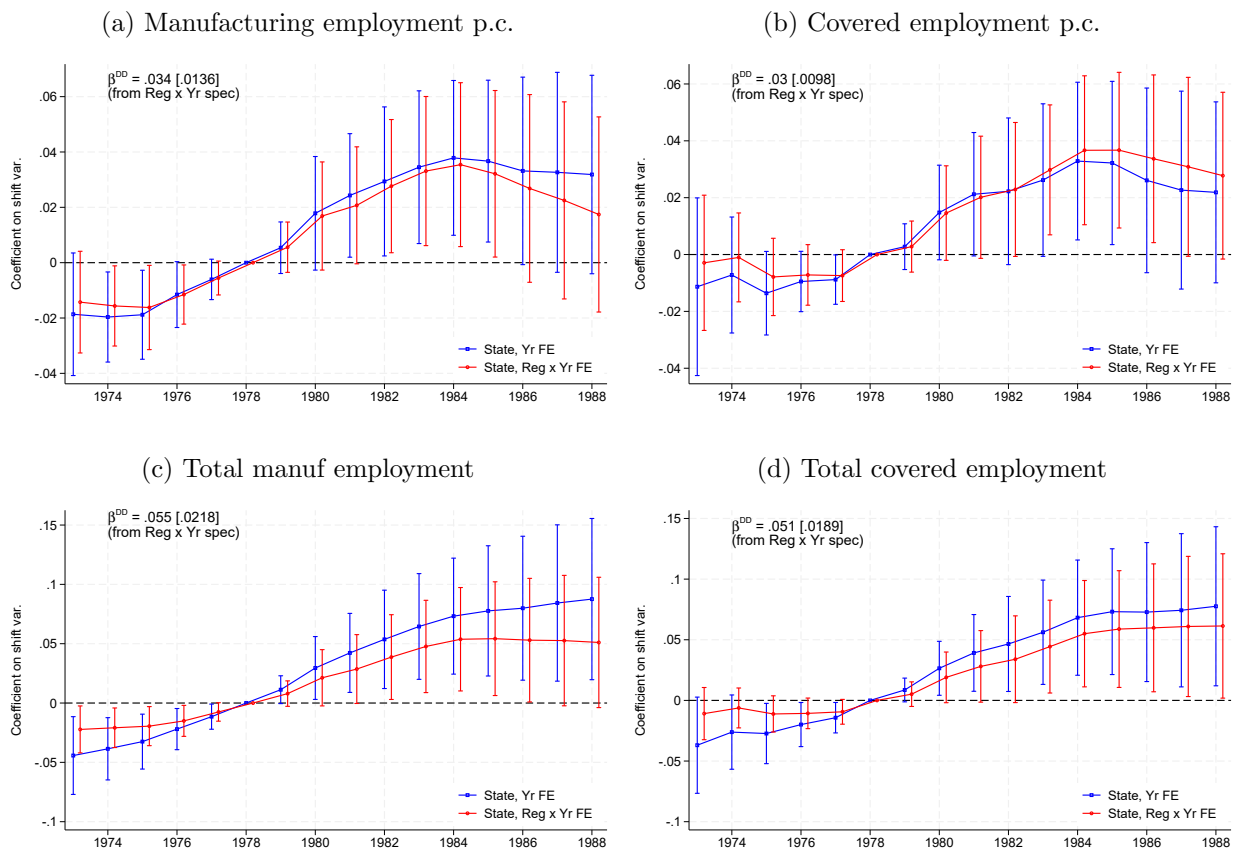 (a) Manufacturing employment p.c.
β^DD = .034 [.0136]
(from Reg x Yr spec)
Coefficient on shift var.
.06
.04
.02
0
-.02
-.04
State, Yr FE
State, Reg x Yr FE
1974 1976 1978 1980 1982 1984 1986 1988
(b) Covered employment p.c.
β^DD = .03 [.0098]
(from Reg x Yr spec)
Coefficient on shift var.
.06
.04
.02
0
-.02
-.04
State, Yr FE
State, Reg x Yr FE
1974 1976 1978 1980 1982 1984 1986 1988
(c) Total manuf employment
β^DD = .055 [.0218]
(from Reg x Yr spec)
Coefficient on shift var.
.15
.1
.05
0
-.05
-.1
State, Yr FE
State, Reg x Yr FE
1974 1976 1978 1980 1982 1984 1986 1988
(d) Total covered employment
β^DD = .051 [.0189]
(from Reg x Yr spec)
Coefficient on shift var.
.15
.1
.05
0
-.05
-.1
State, Yr FE
State, Reg x Yr FE
1974 1976 1978 1980 1982 1984 1986 1988